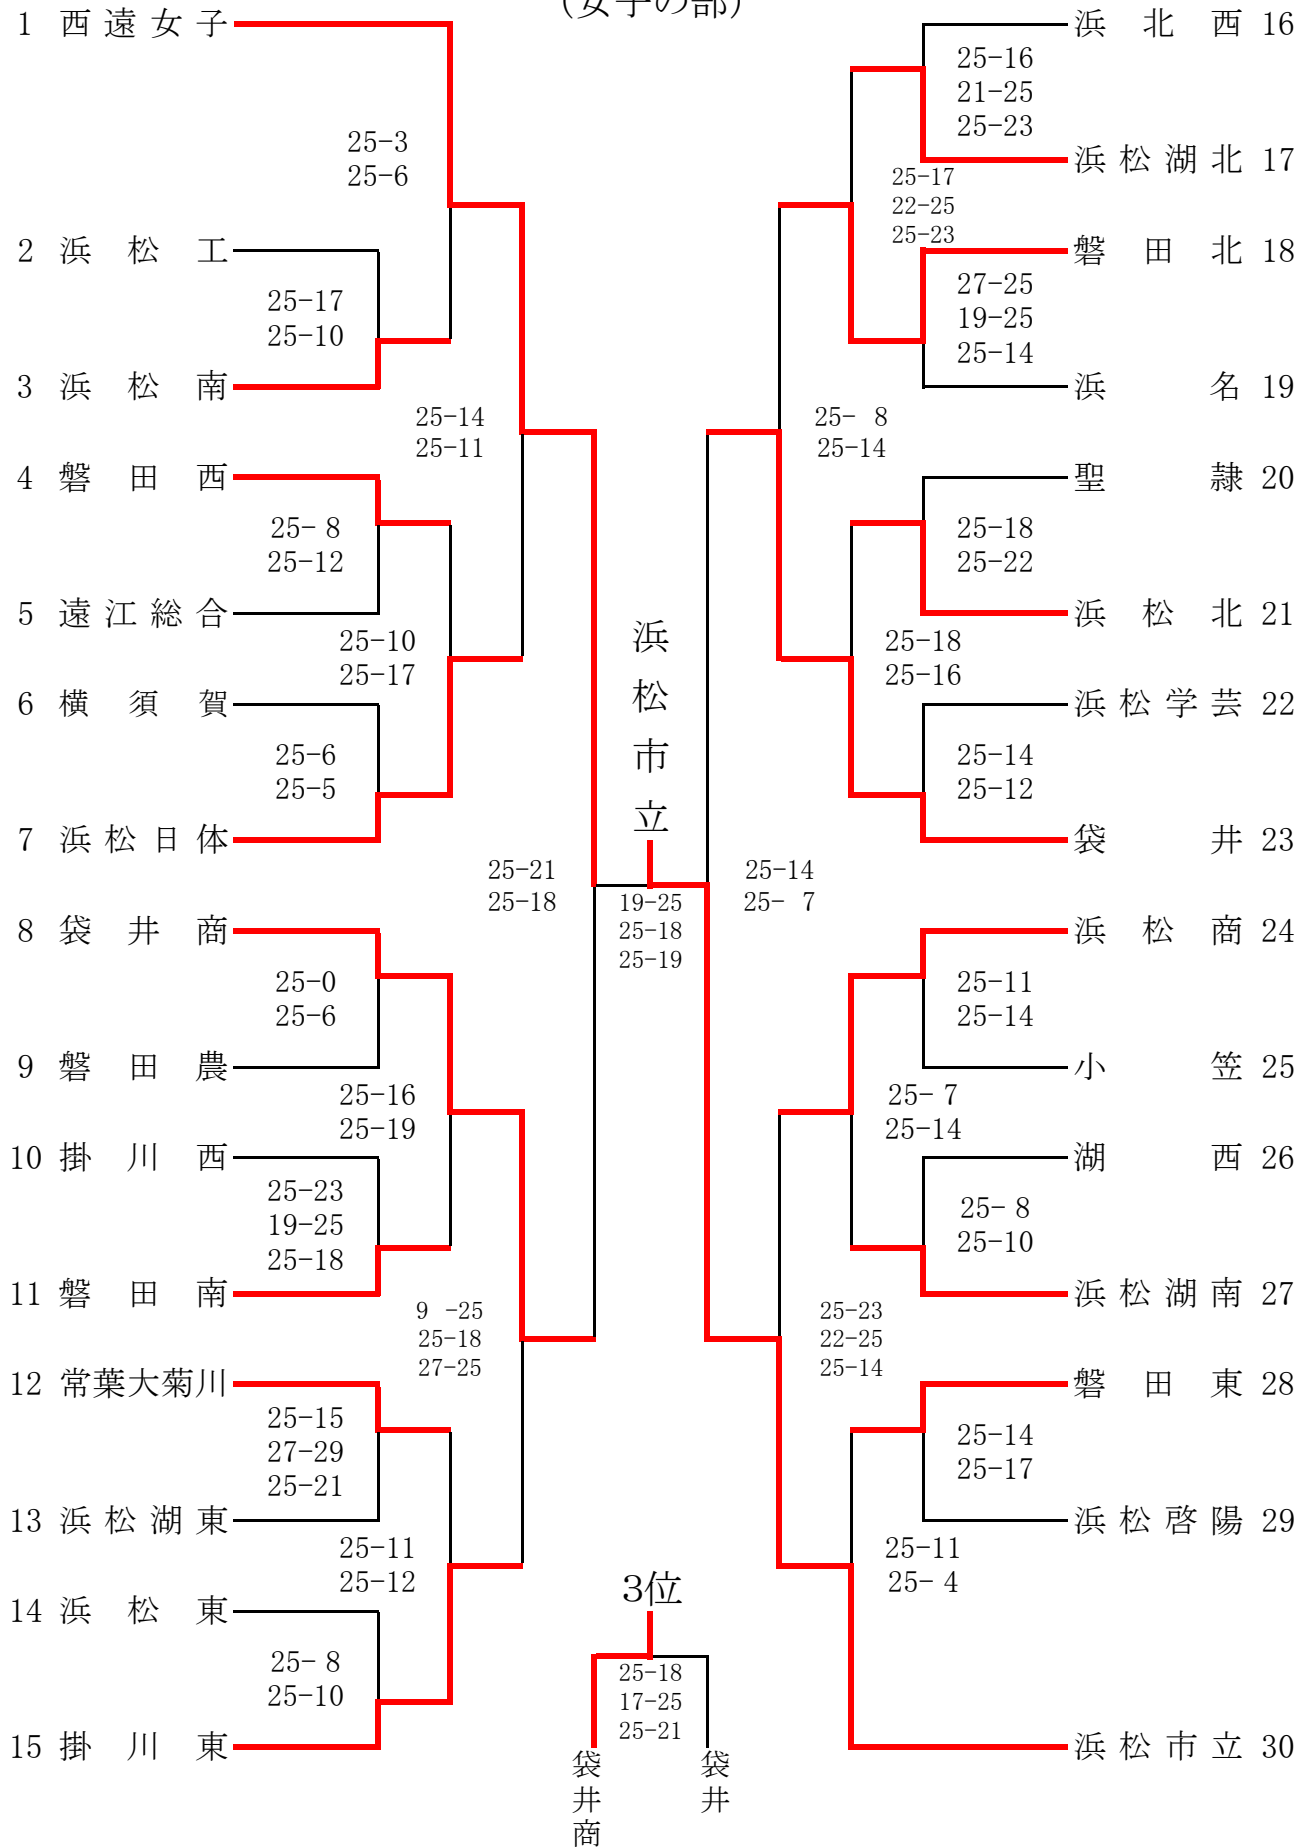 (女子の部)
1 西遠女子
25-3
25-6
2 浜松工
25-17
25-10
3 浜松南
25-14
25-11
4 磐田西
25- 8
25-12
5 遠江総合
25-10
25-17
6 横須賀
25-6
25-5
7 浜松日体
25-21
25-18
8 袋井商
25-0
25-6
9 磐田農
25-16
25-19
10 掛川西
25-23
19-25
25-18
11 磐田南
9 -25
25-18
27-25
12 常葉大菊川
25-15
27-29
25-21
13 浜松湖東
25-11
25-12
14 浜松東
25- 8
25-10
15 掛川東
浜松市立
19-25
25-18
25-19
3位
25-18
17-25
25-21
袋井商
袋井
浜北西 16
25-16
21-25
25-23
浜松湖北 17
25-17
22-25
25-23
磐田北 18
27-25
19-25
25-14
浜名 19
25- 8
25-14
聖隷 20
25-18
25-22
浜松北 21
25-18
25-16
浜松学芸 22
25-14
25-12
袋井 23
25-14
25- 7
浜松商 24
25-11
25-14
小笠 25
25- 7
25-14
湖西 26
25- 8
25-10
浜松湖南 27
25-23
22-25
25-14
磐田東 28
25-14
25-17
浜松啓陽 29
25-11
25- 4
浜松市立 30